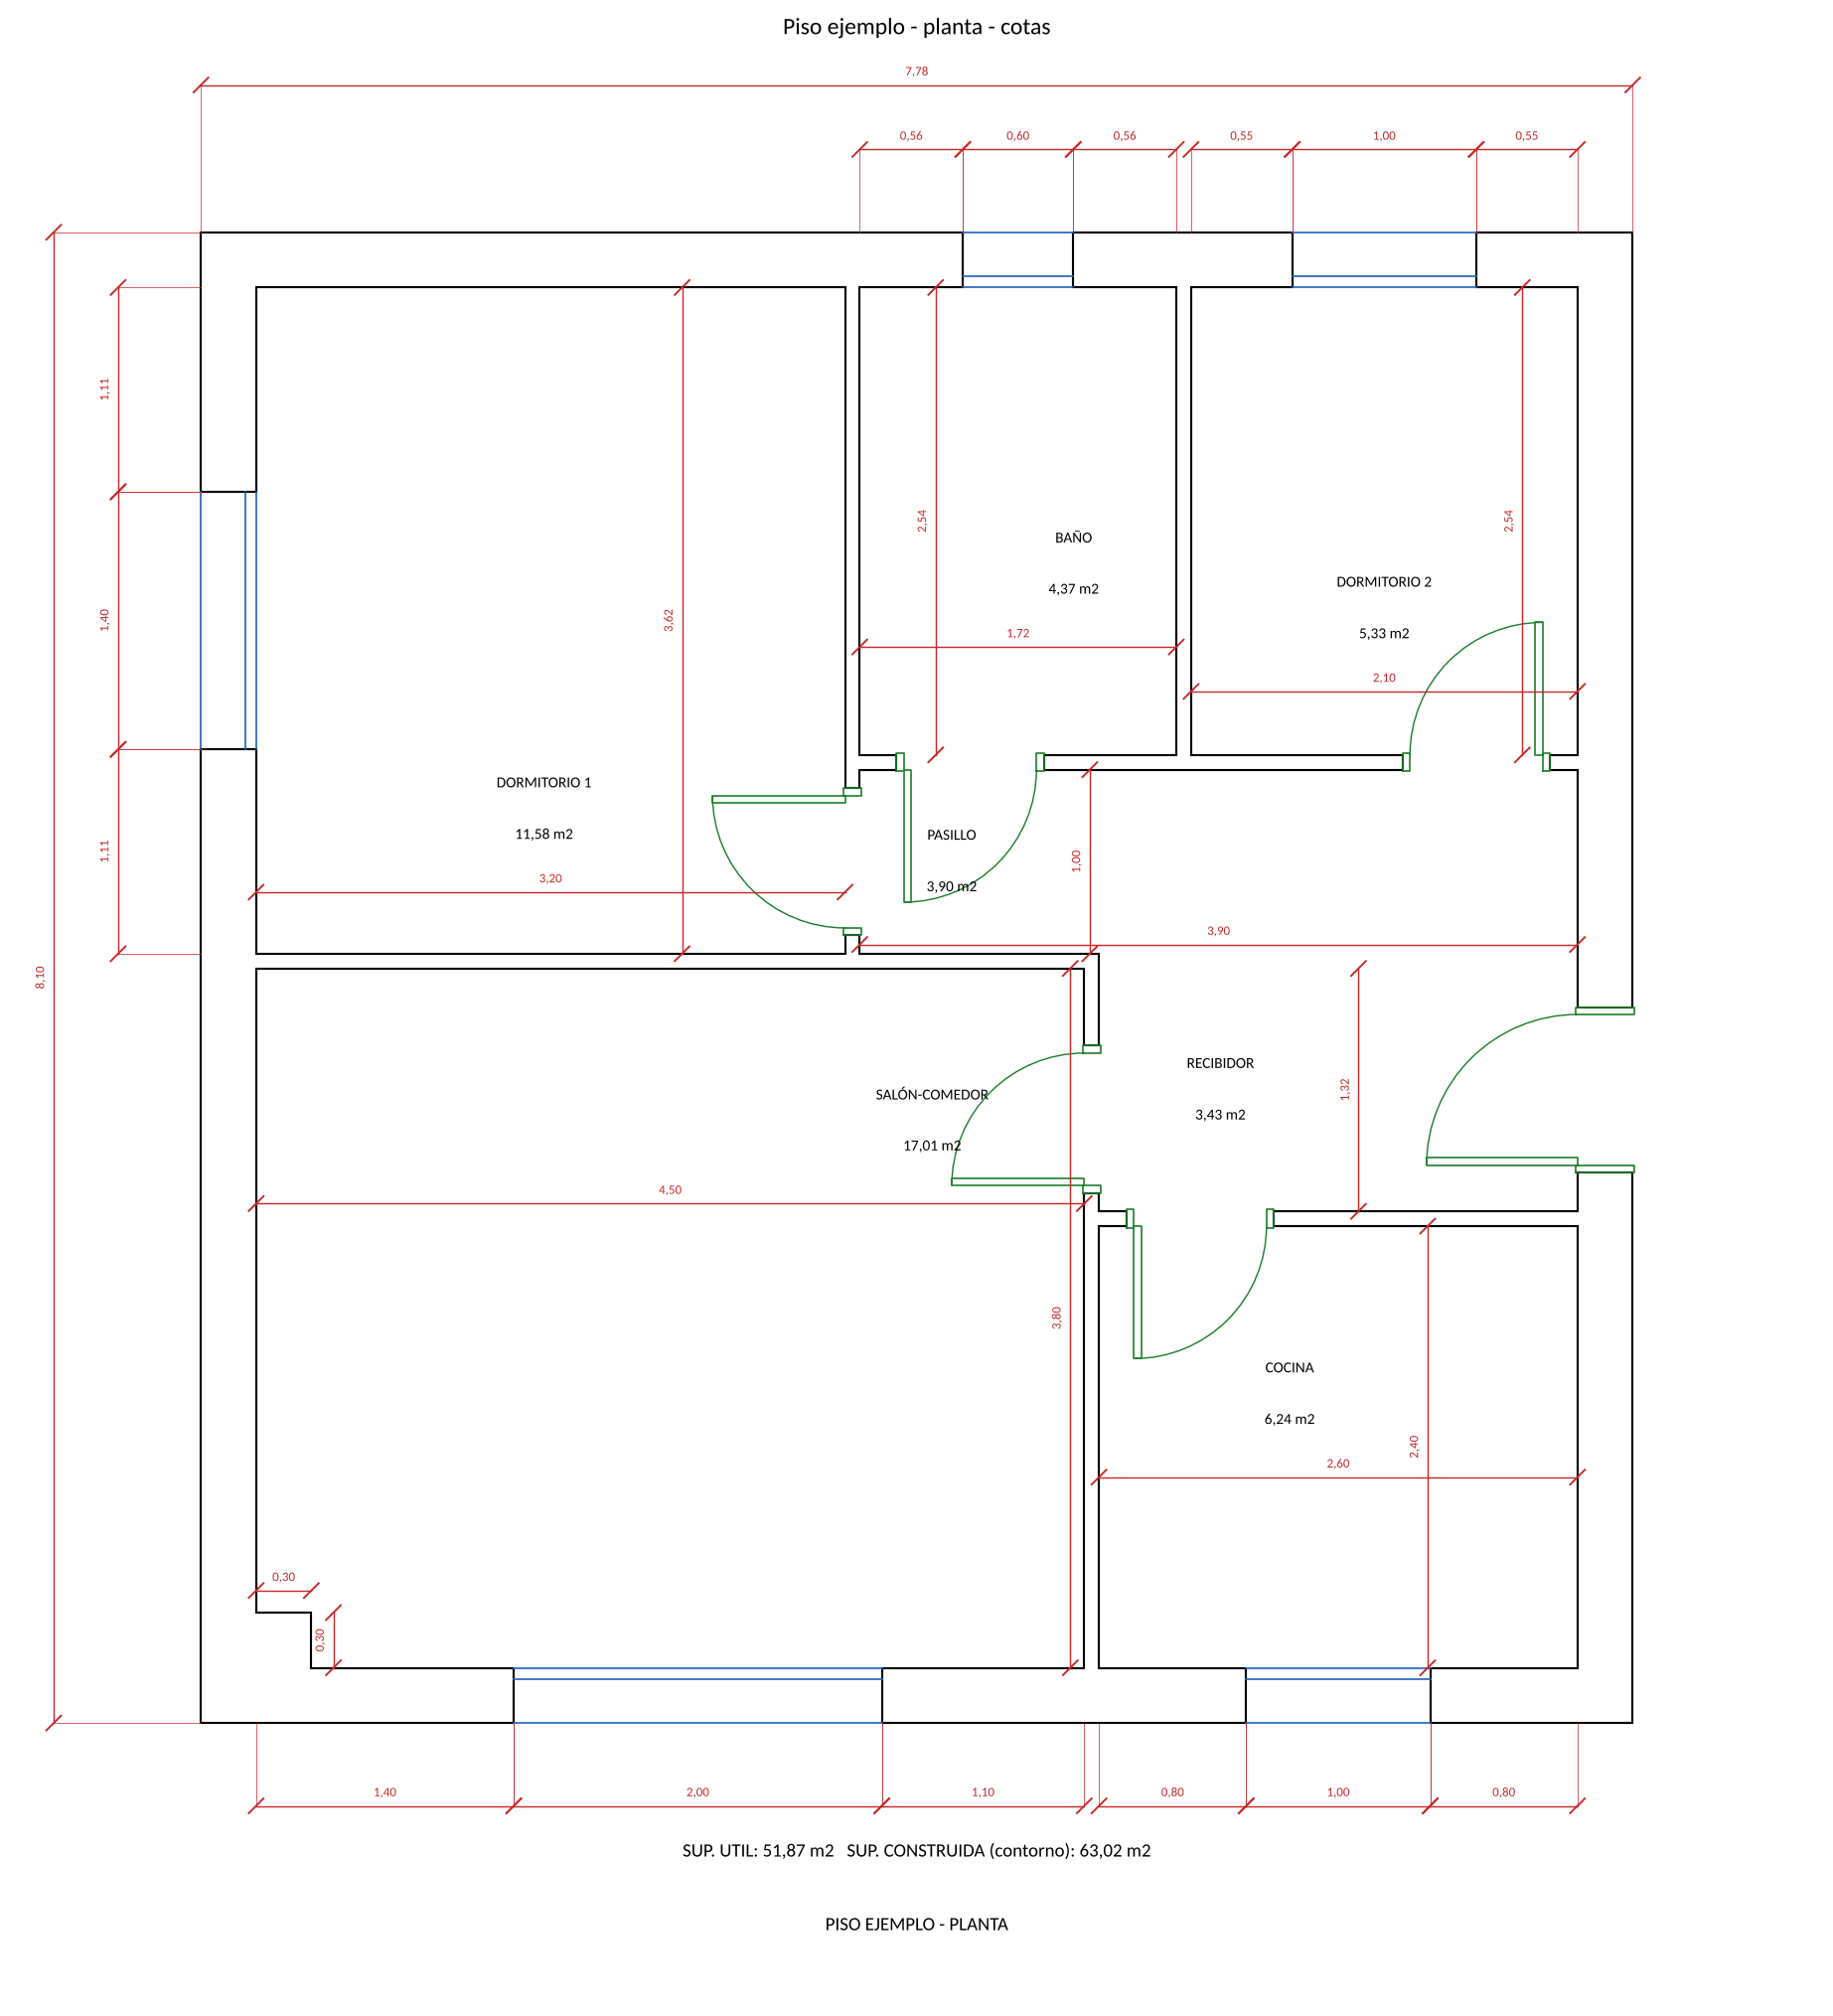 Piso ejemplo - planta - cotas
7,78
0,56
0,60
0,56
0,55
1,00
0,55
1,11
1,40
1,11
8,10
3,62
2,54
2,54
BAÑO
4,37 m2
1,72
DORMITORIO 2
5,33 m2
2,10
DORMITORIO 1
11,58 m2
3,20
PASILLO
3,90 m2
1,00
3,90
SALÓN-COMEDOR
17,01 m2
4,50
RECIBIDOR
3,43 m2
1,32
3,80
COCINA
6,24 m2
2,40
2,60
0,30
0,30
1,40
2,00
1,10
0,80
1,00
0,80
SUP. UTIL: 51,87 m2 SUP. CONSTRUIDA (contorno): 63,02 m2
PISO EJEMPLO - PLANTA